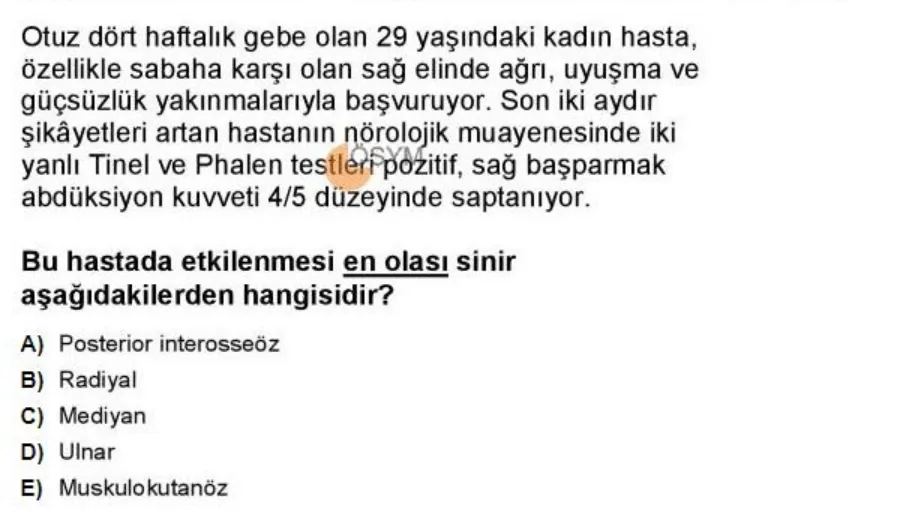 Otuz dört haftalık gebe olan 29 yaşındaki kadın hasta,
özellikle sabaha karşı olan sağ elinde ağrı, uyuşma ve
güçsüzlük yakınmalarıyla başvuruyor. Son iki aydır
şikâyetleri artan hastanın nörolojik muayenesinde iki
yanlı Tinel ve Phalen testleri pozitif, sağ başparmak
abdüksiyon kuvveti 4/5 düzeyinde saptanıyor.
ÖSYM
Bu hastada etkilenmesi en olası sinir
aşağıdakilerden hangisidir?
A) Posterior interosseöz
B) Radiyal
C) Mediyan
D) Ulnar
E) Muskulokutanöz